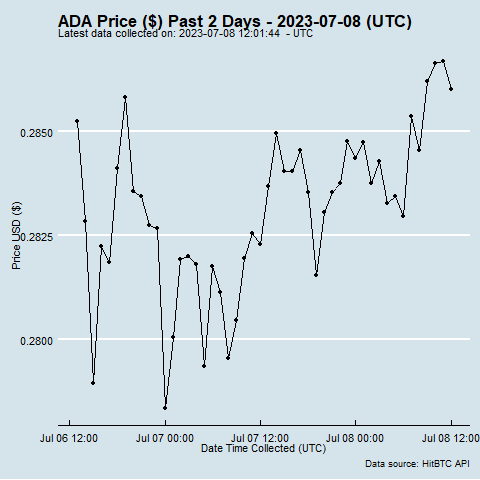 ADA Price ($) Past 2 Days - 2023-07-08 (UTC)
Latest data collected on: 2023-07-08 12:01:44 - UTC
0.2850
0.2825
0.2800
Price USD ($)
Jul 06 12:00
Jul 07 00:00
Jul 07 12:00
Jul 08 00:00
Jul 08 12:00
Date Time Collected (UTC)
Data source: HitBTC API